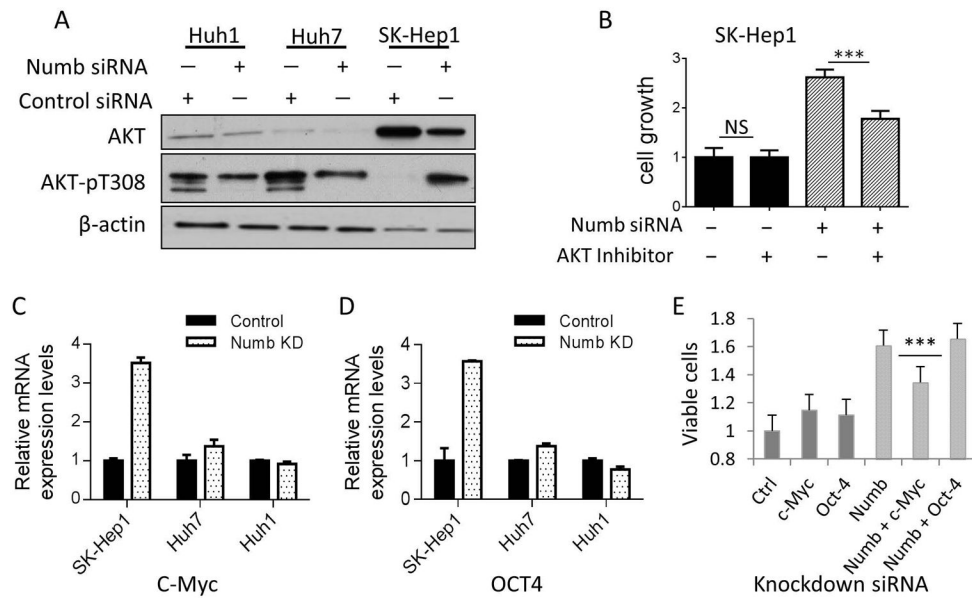 A
Huh1 Huh7 SK-Hep1
Numb siRNA – + – + – +
Control siRNA + – + – + –
AKT
AKT-pT308
β-actin
B
SK-Hep1
cell growth
3
2
1
0
NS
***
Numb siRNA – – + +
AKT Inhibitor – + – +
C
Control
Numb KD
Relative mRNA
expression levels
4
3
2
1
0
SK-Hep1
Huh7
Huh1
C-Myc
D
Control
Numb KD
Relative mRNA
expression levels
4
3
2
1
0
SK-Hep1
Huh7
Huh1
OCT4
E
Viable cells
1.8
1.6
1.4
1.2
1
0.8
***
Ctrl
c-Myc
Oct-4
Numb
Numb + c-Myc
Numb + Oct-4
Knockdown siRNA